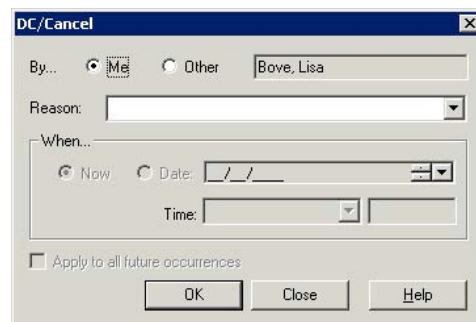 DC/Cancel
By... Me Other Bove, Lisa
Reason:
When...
Now Date: __/__/____
Time:
Apply to all future occurrences
OK Close Help